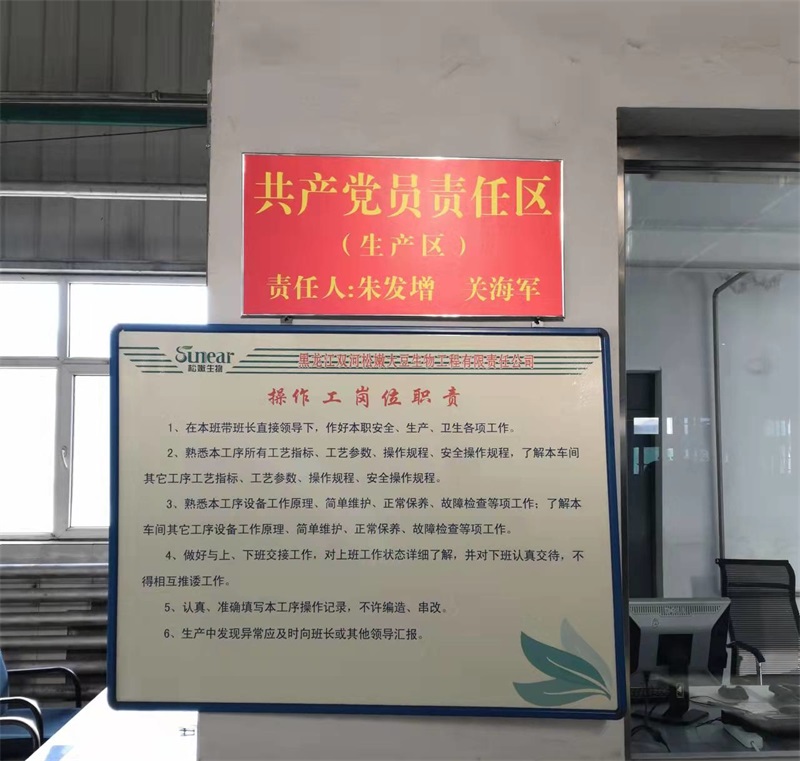 共产党员责任区
（生产区）
责任人:朱发增 关海军
Sunear
松嫩生物
黑龙江双河松嫩大豆生物工程有限责任公司
操作工岗位职责
1、在本班带班长直接领导下，作好本职安全、生产、卫生各项工作。
2、熟悉本工序所有工艺指标、工艺参数、操作规程、安全操作规程，了解本车间
其它工序工艺指标、工艺参数、操作规程、安全操作规程。
3、熟悉本工序设备工作原理、简单维护、正常保养、故障检查等项工作；了解本
车间其它工序设备工作原理、简单维护、正常保养、故障检查等项工作。
4、做好与上、下班交接工作，对上班工作状态详细了解，并对下班认真交待，不
得相互推诿工作。
5、认真、准确填写本工序操作记录，不许编造、串改。
6、生产中发现异常应及时向班长或其他领导汇报。